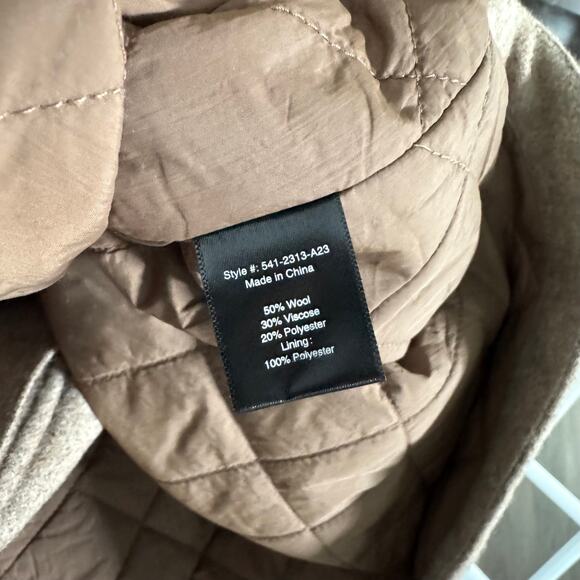 Style #: 541-2313-A23
Made in China
50% Wool
30% Viscose
20% Polyester
Lining :
100% Polyester